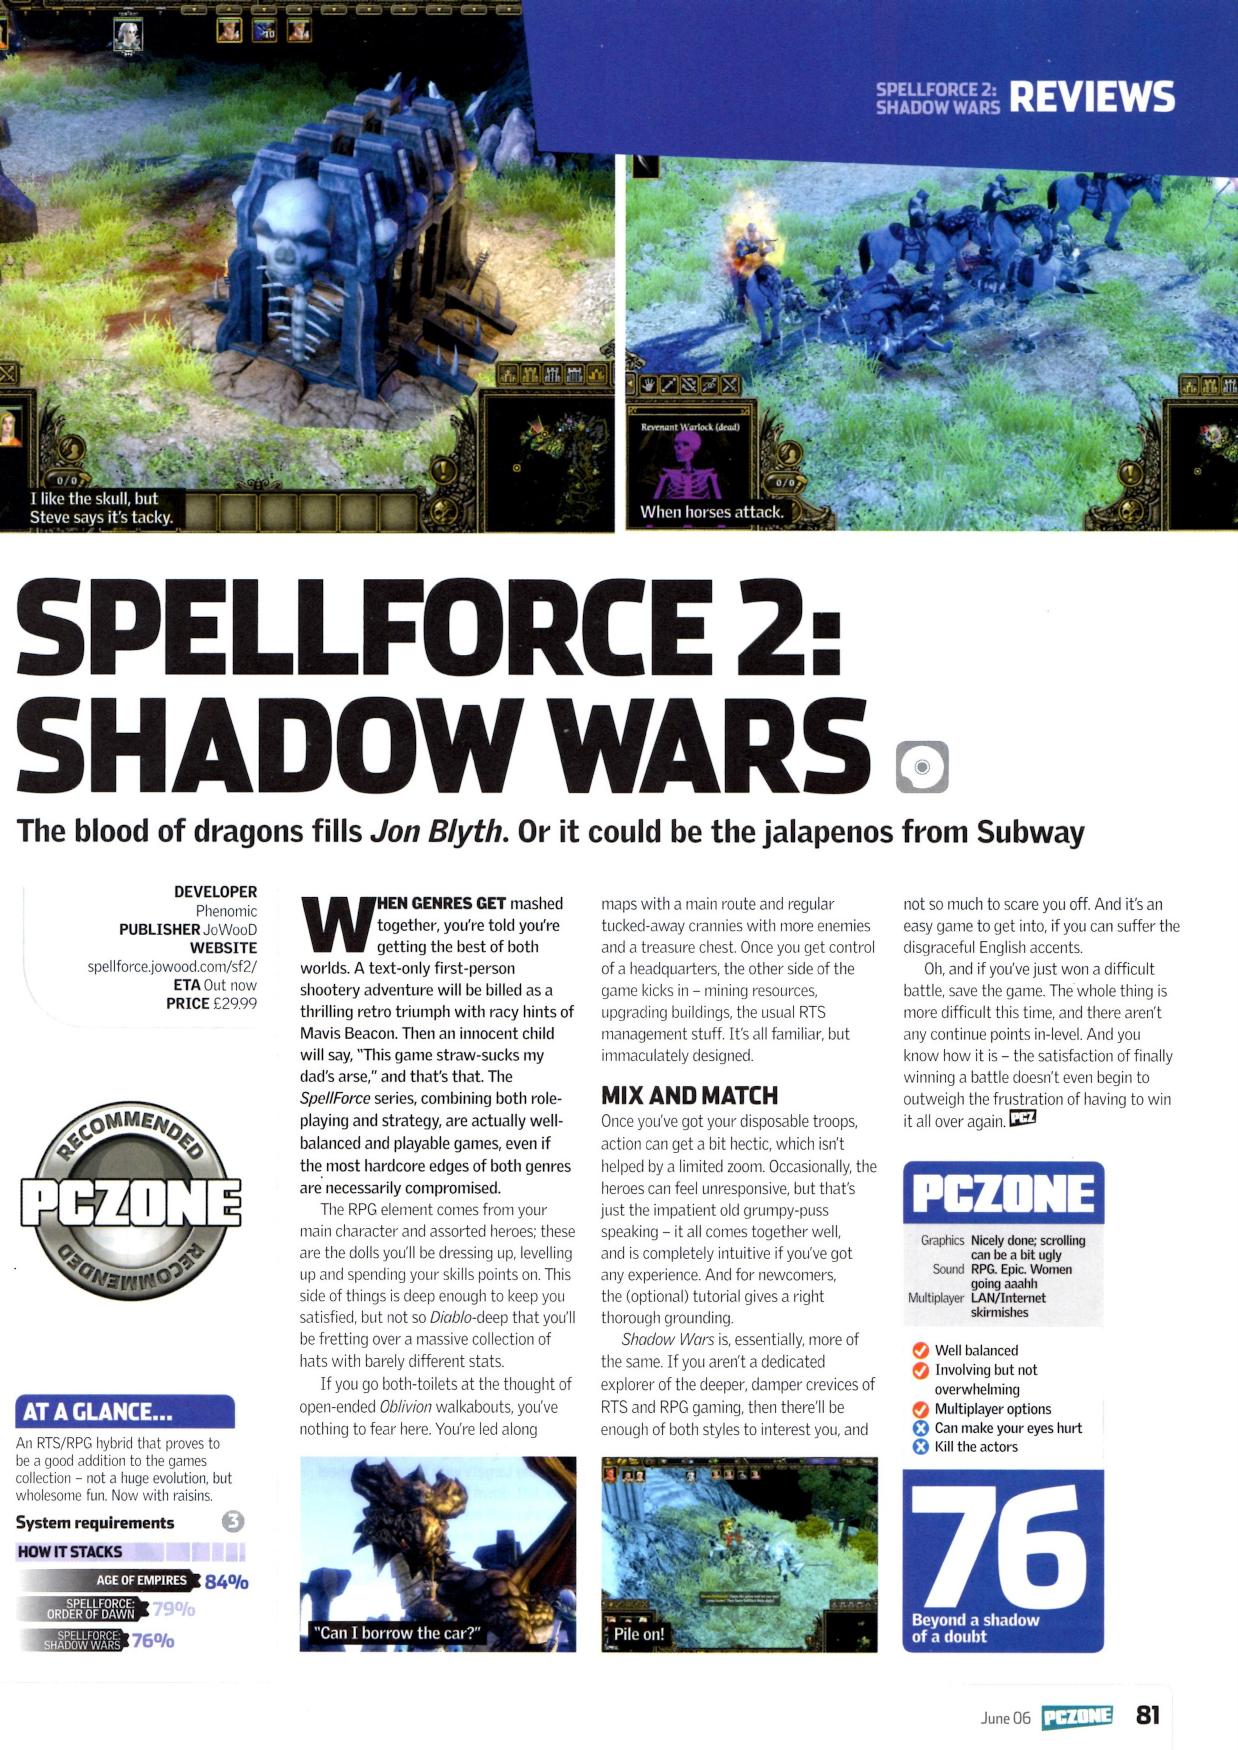 SPELLFORCE 2:
SHADOW WARS
REVIEWS
4
10
4
0/0
I like the skull, but
Steve says it's tacky.
Revenant Warlock (dead)
0/0
When horses attack.
SPELLFORCE 2:
SHADOW WARS
The blood of dragons fills Jon Blyth. Or it could be the jalapenos from Subway
DEVELOPER
Phenomic
PUBLISHER JoWooD
WEBSITE
spellforce.jowood.com/sf2/
ETA Out now
PRICE £29.99
RECOMMENDED
PCZONE
RECOMMENDED
AT A GLANCE...
An RTS/RPG hybrid that proves to
be a good addition to the games
collection – not a huge evolution, but
wholesome fun. Now with raisins.
System requirements 3
HOW IT STACKS
AGE OF EMPIRES 84%
SPELLFORCE:
ORDER OF DAWN 79%
SPELLFORCE:
SHADOW WARS 76%
WHEN GENRES GET mashed
together, you're told you're
getting the best of both
worlds. A text-only first-person
shootery adventure will be billed as a
thrilling retro triumph with racy hints of
Mavis Beacon. Then an innocent child
will say, "This game straw-sucks my
dad's arse," and that's that. The
SpellForce series, combining both role-
playing and strategy, are actually well-
balanced and playable games, even if
the most hardcore edges of both genres
are necessarily compromised.
The RPG element comes from your
main character and assorted heroes; these
are the dolls you'll be dressing up, levelling
up and spending your skills points on. This
side of things is deep enough to keep you
satisfied, but not so Diablo-deep that you'll
be fretting over a massive collection of
hats with barely different stats.
If you go both-toilets at the thought of
open-ended Oblivion walkabouts, you've
nothing to fear here. You're led along
"Can I borrow the car?"
maps with a main route and regular
tucked-away crannies with more enemies
and a treasure chest. Once you get control
of a headquarters, the other side of the
game kicks in – mining resources,
upgrading buildings, the usual RTS
management stuff. It's all familiar, but
immaculately designed.
MIX AND MATCH
Once you've got your disposable troops,
action can get a bit hectic, which isn't
helped by a limited zoom. Occasionally, the
heroes can feel unresponsive, but that's
just the impatient old grumpy-puss
speaking – it all comes together well,
and is completely intuitive if you've got
any experience. And for newcomers,
the (optional) tutorial gives a right
thorough grounding.
Shadow Wars is, essentially, more of
the same. If you aren't a dedicated
explorer of the deeper, damper crevices of
RTS and RPG gaming, then there'll be
enough of both styles to interest you, and
Pile on!
not so much to scare you off. And it's an
easy game to get into, if you can suffer the
disgraceful English accents.
Oh, and if you've just won a difficult
battle, save the game. The whole thing is
more difficult this time, and there aren't
any continue points in-level. And you
know how it is – the satisfaction of finally
winning a battle doesn't even begin to
outweigh the frustration of having to win
it all over again. PCZ
PCZONE
Graphics Nicely done; scrolling
can be a bit ugly
Sound RPG. Epic. Women
going aaahh
Multiplayer LAN/Internet
skirmishes
Well balanced
Involving but not
overwhelming
Multiplayer options
Can make your eyes hurt
Kill the actors
76
Beyond a shadow
of a doubt
June 06 PCZONE 81